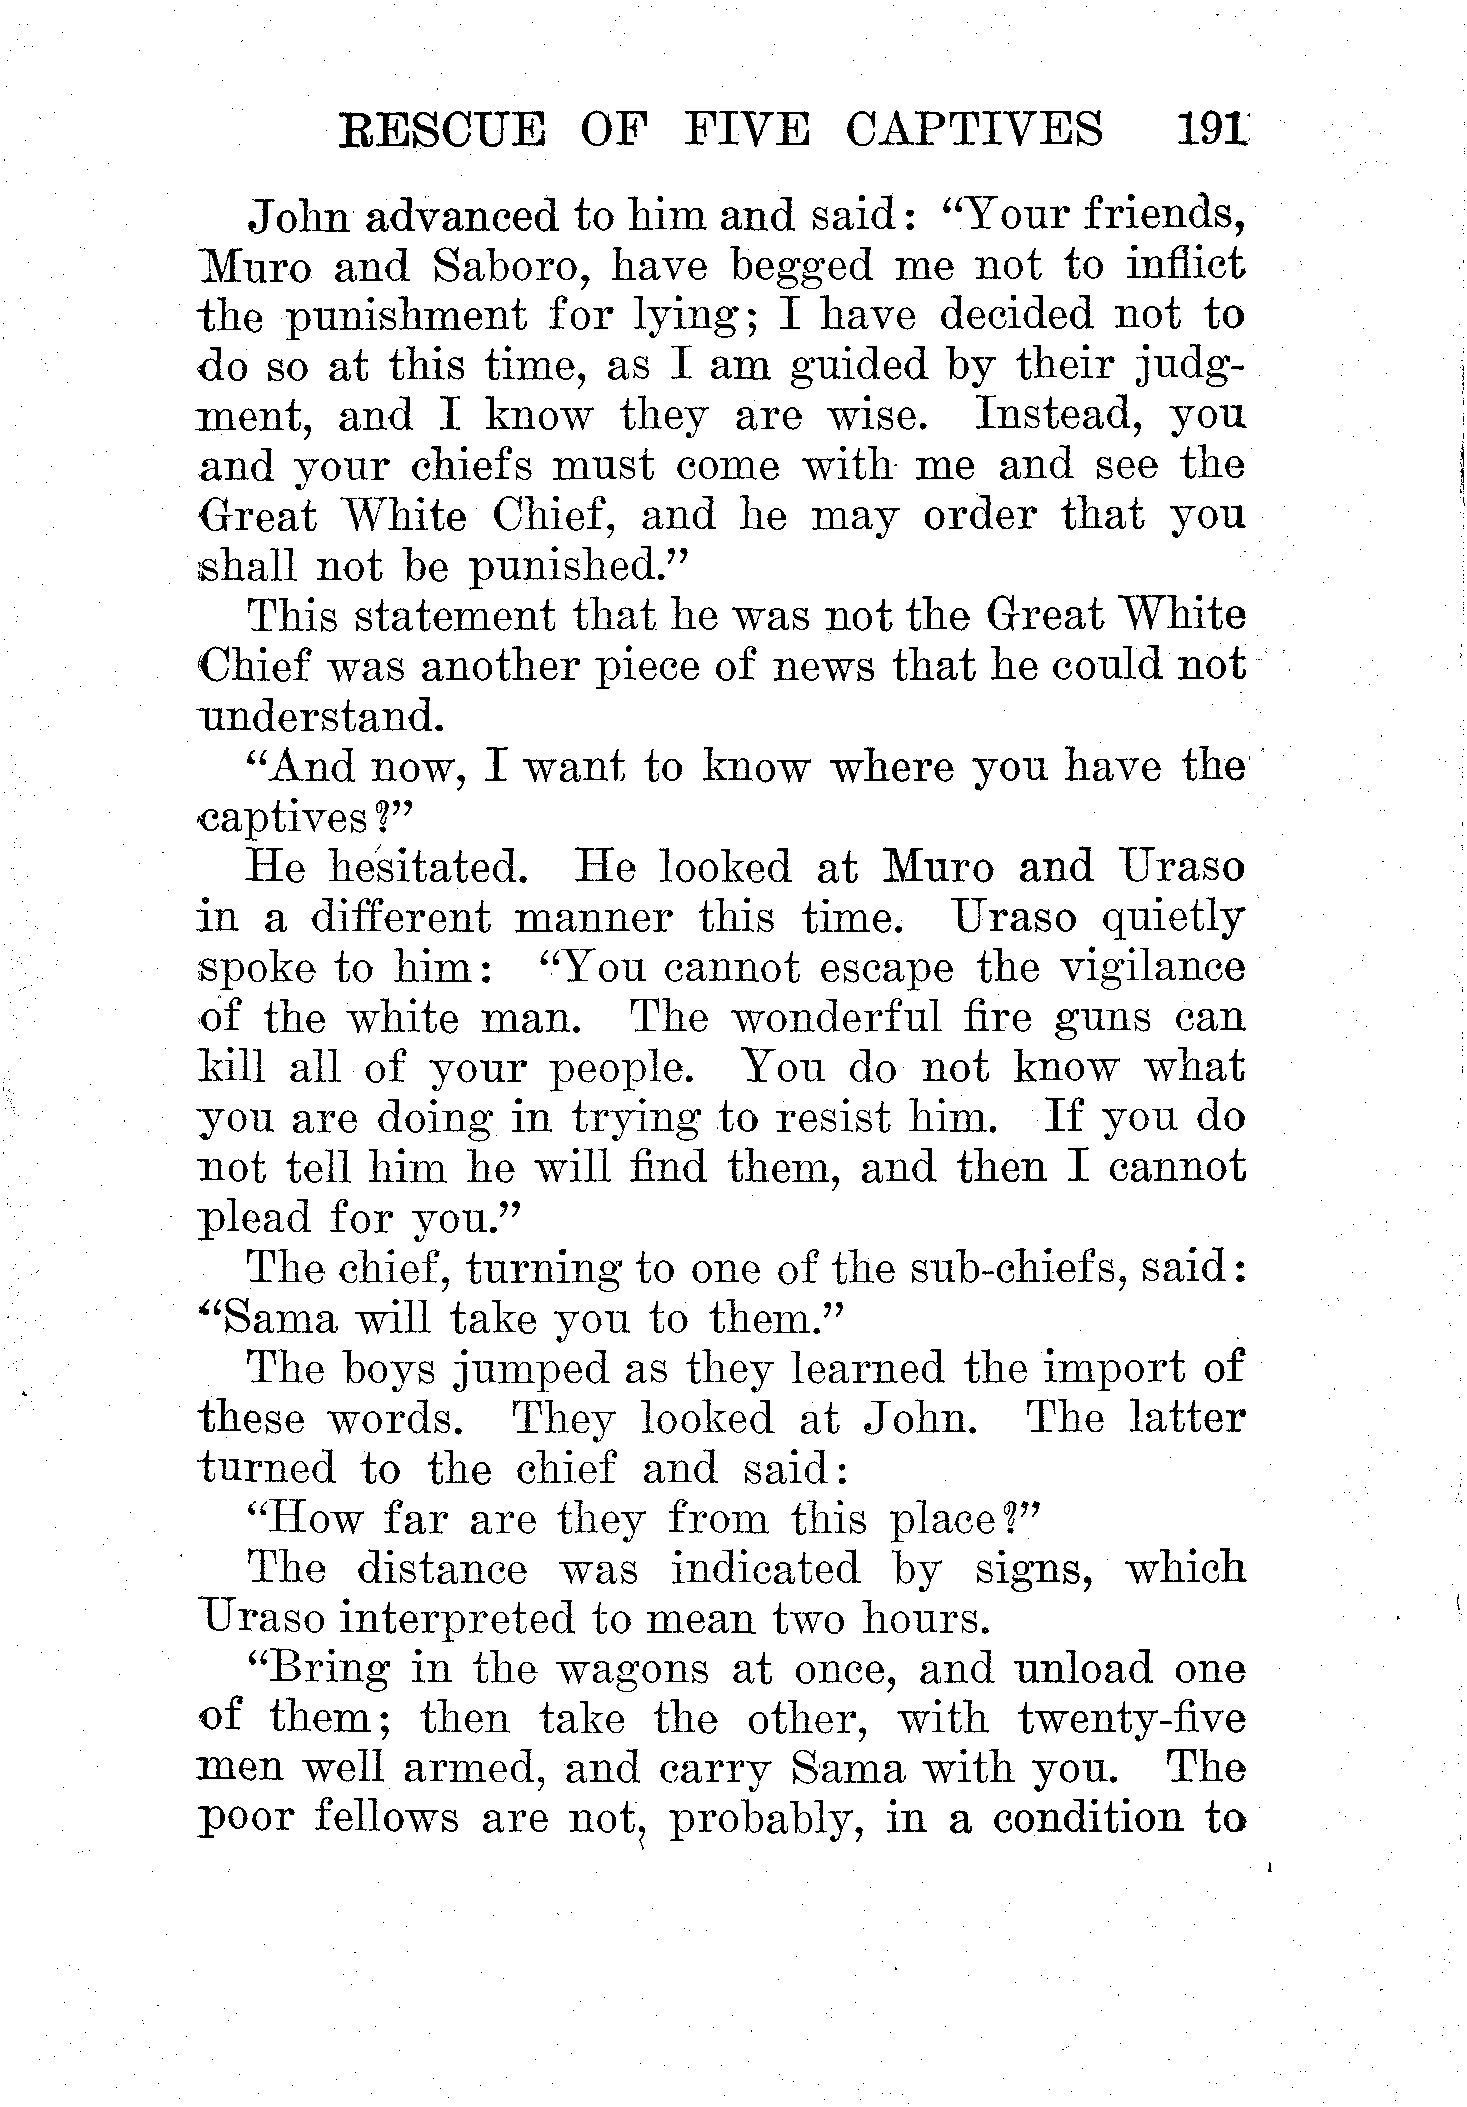 RESCUE OF FIVE CAPTIVES 191
John advanced to him and said: “Your friends,
Muro and Saboro, have begged me not to inflict
the punishment for lying; I have decided not to
do so at this time, as I am guided by their judg-
ment, and I know they are wise. Instead, you
and your chiefs must come with me and see the
Great White Chief, and he may order that you
shall not be punished.”
This statement that he was not the Great White
Chief was another piece of news that he could not
understand.
“And now, I want to know where you have the
captives?”
He hesitated. He looked at Muro and Uraso
in a different manner this time. Uraso quietly
spoke to him: “You cannot escape the vigilance
of the white man. The wonderful fire guns can
kill all of your people. You do not know what
you are doing in trying to resist him. If you do
not tell him he will find them, and then I cannot
plead for you.”
The chief, turning to one of the sub-chiefs, said:
“Sama will take you to them.”
The boys jumped as they learned the import of
these words. They looked at John. The latter
turned to the chief and said:
“How far are they from this place?”
The distance was indicated by signs, which
Uraso interpreted to mean two hours.
“Bring in the wagons at once, and unload one
of them; then take the other, with twenty-five
men well armed, and carry Sama with you. The
poor fellows are not, probably, in a condition to